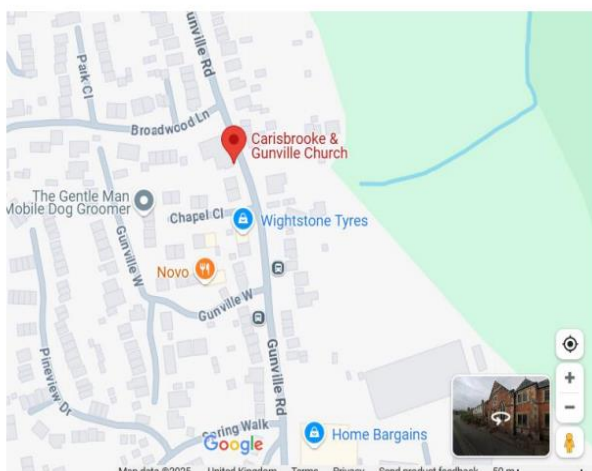 Gunville Rd
Park Cl
Broadwood Ln
Carisbrooke &
Gunville Church
The Gentle Man
Mobile Dog Groomer
Chapel Cl
Wightstone Tyres
Gunville W
Novo
Gunville W
Pineview Dr
Gunville Rd
Spring Walk
Google
Home Bargains
Map data ©2025 United Kingdom Terms Privacy Send product feedback 50 m